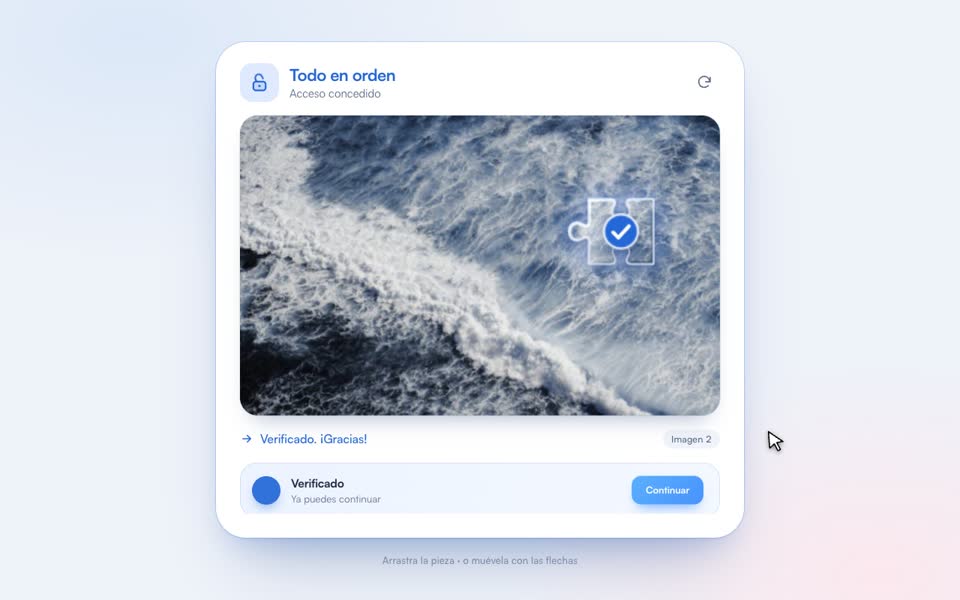 Todo en orden
Acceso concedido
Verificado. ¡Gracias!
Imagen 2
Verificado
Ya puedes continuar
Continuar
Arrastra la pieza · o muévela con las flechas